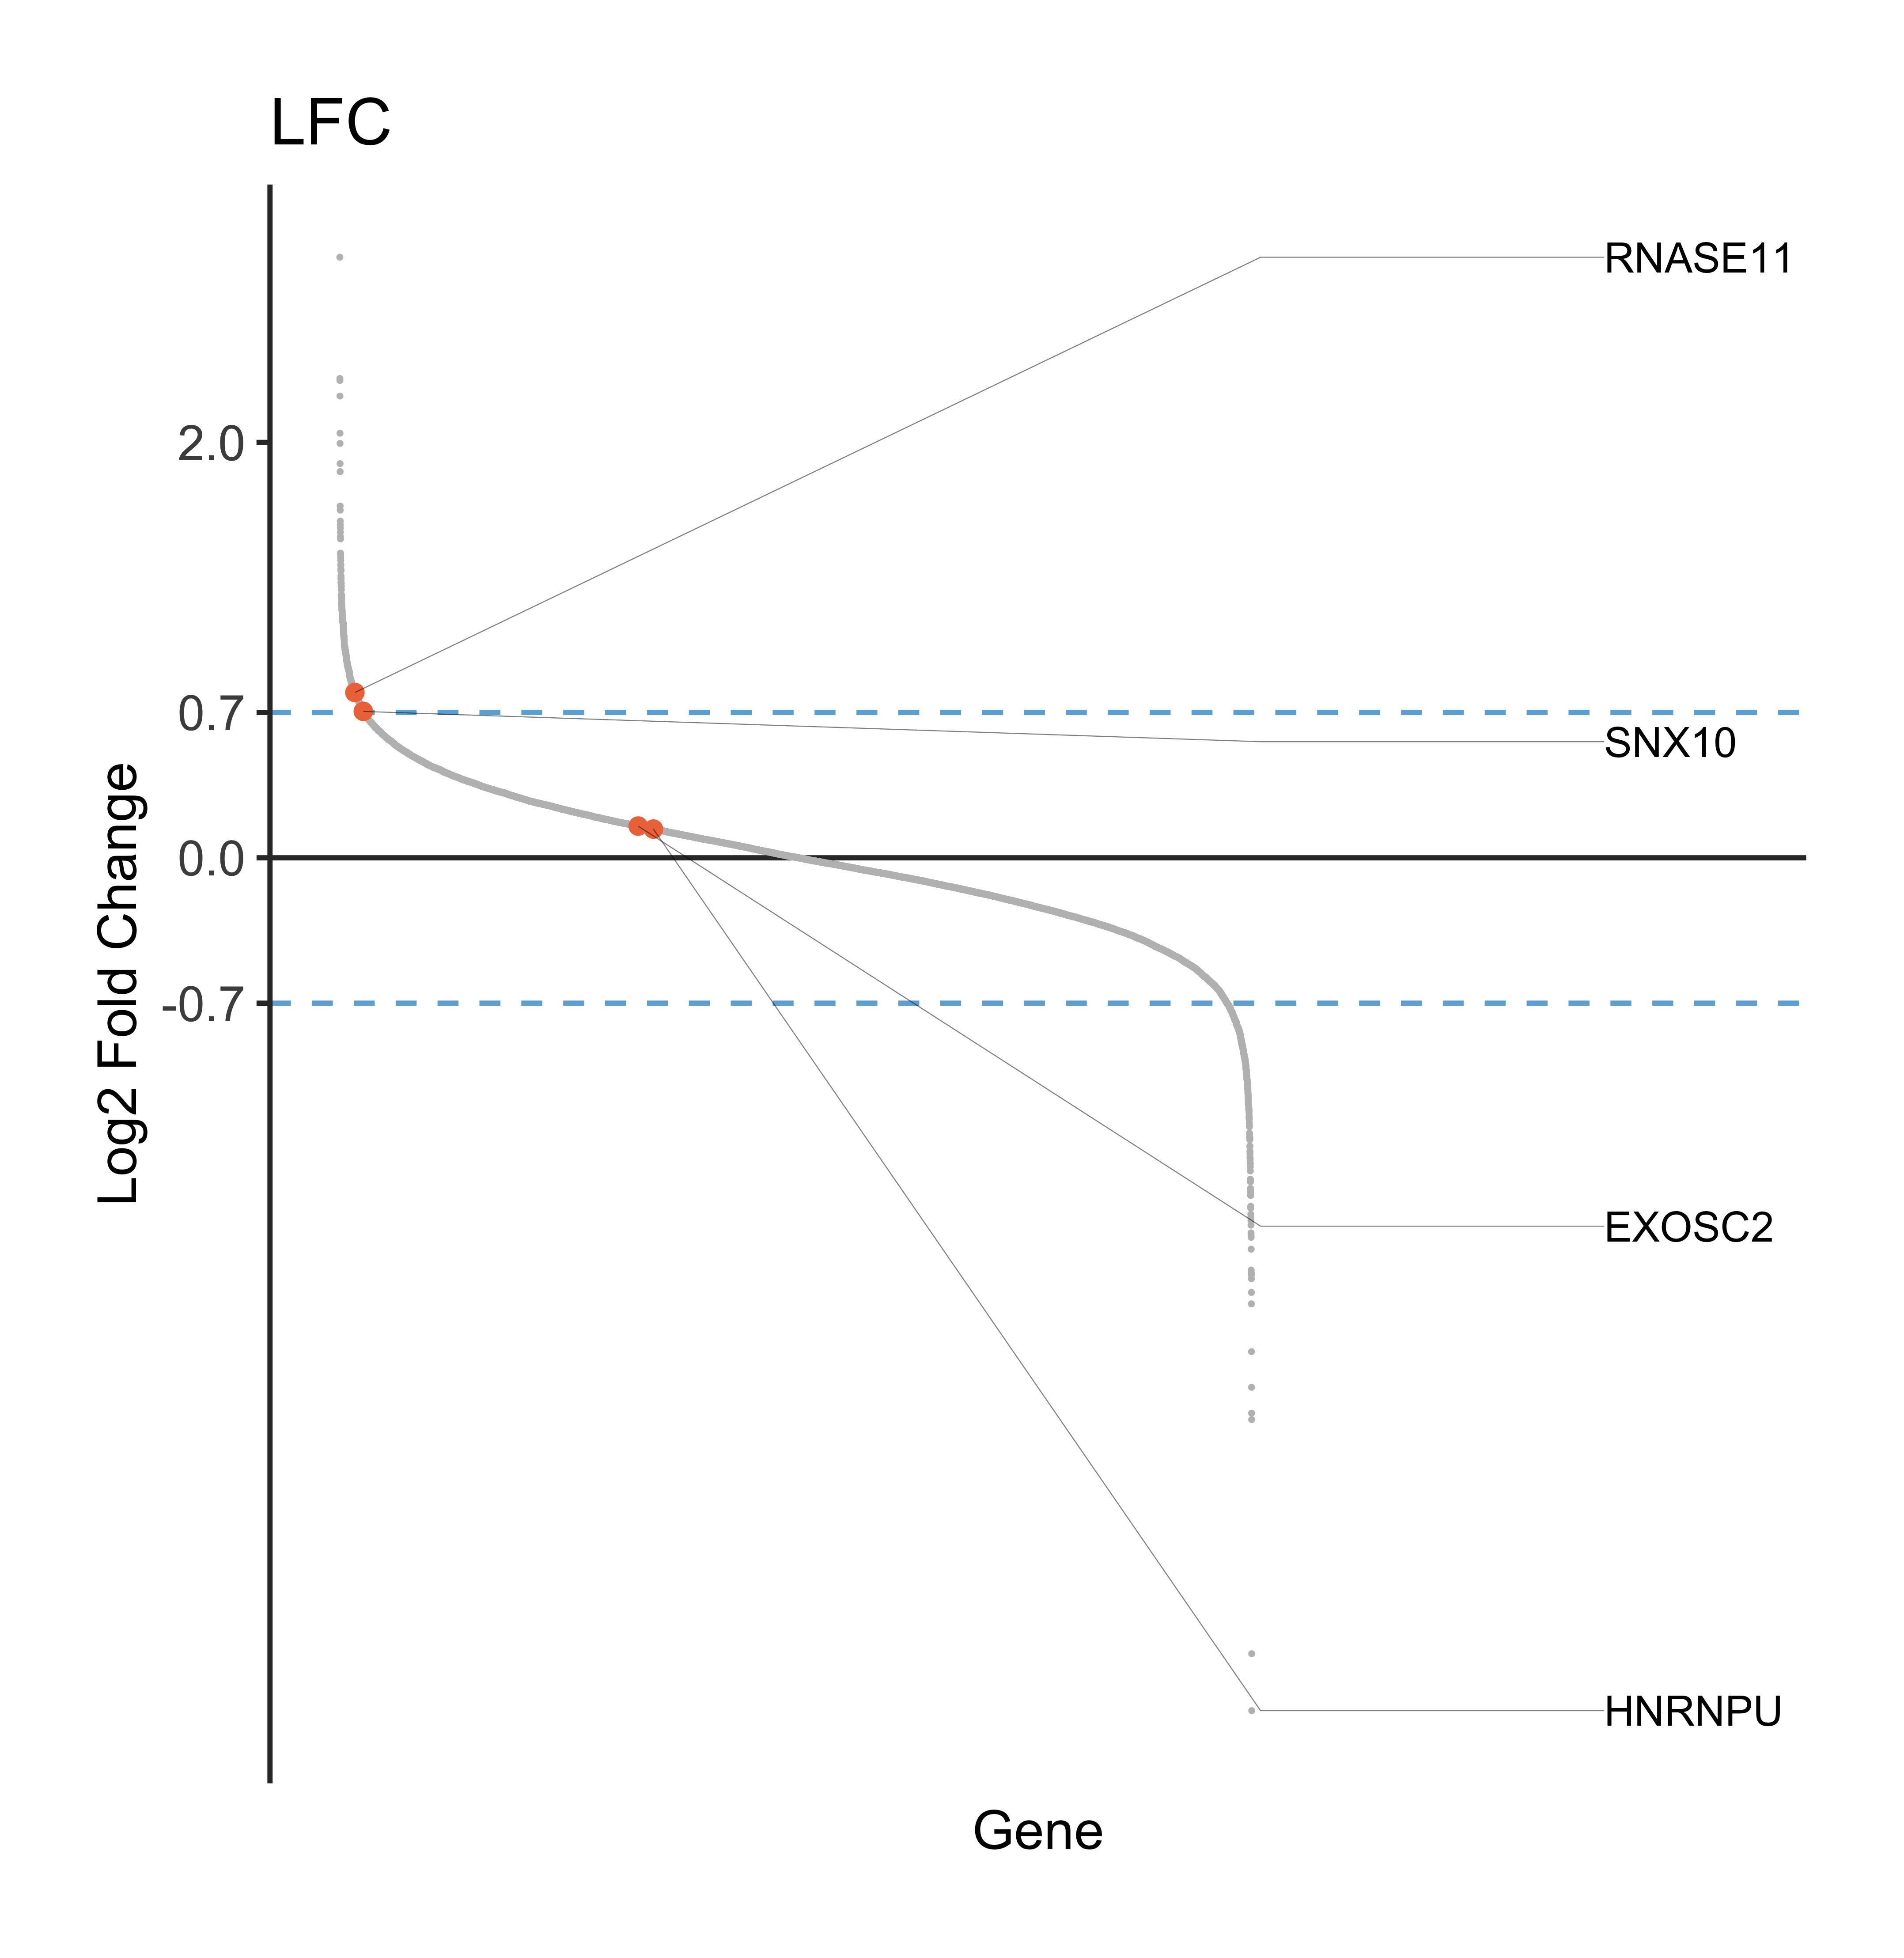 LFC
RNASE11
2.0
0.7
SNX10
0.0
Log2 Fold Change
-0.7
EXOSC2
HNRNPU
Gene